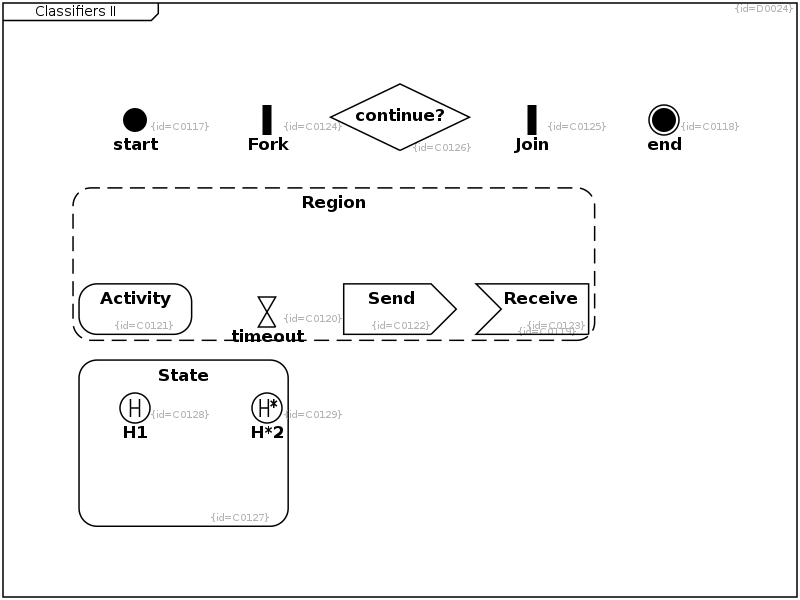 Classifiers II
{id=D0024}
start
{id=C0117}
Fork
{id=C0124}
continue?
{id=C0126}
Join
{id=C0125}
end
{id=C0118}
Region
Activity
{id=C0121}
timeout
{id=C0120}
Send
{id=C0122}
Receive
{id=C0123}
{id=C0119}
State
H
{id=C0128}
H1
H*
{id=C0129}
H*2
{id=C0127}